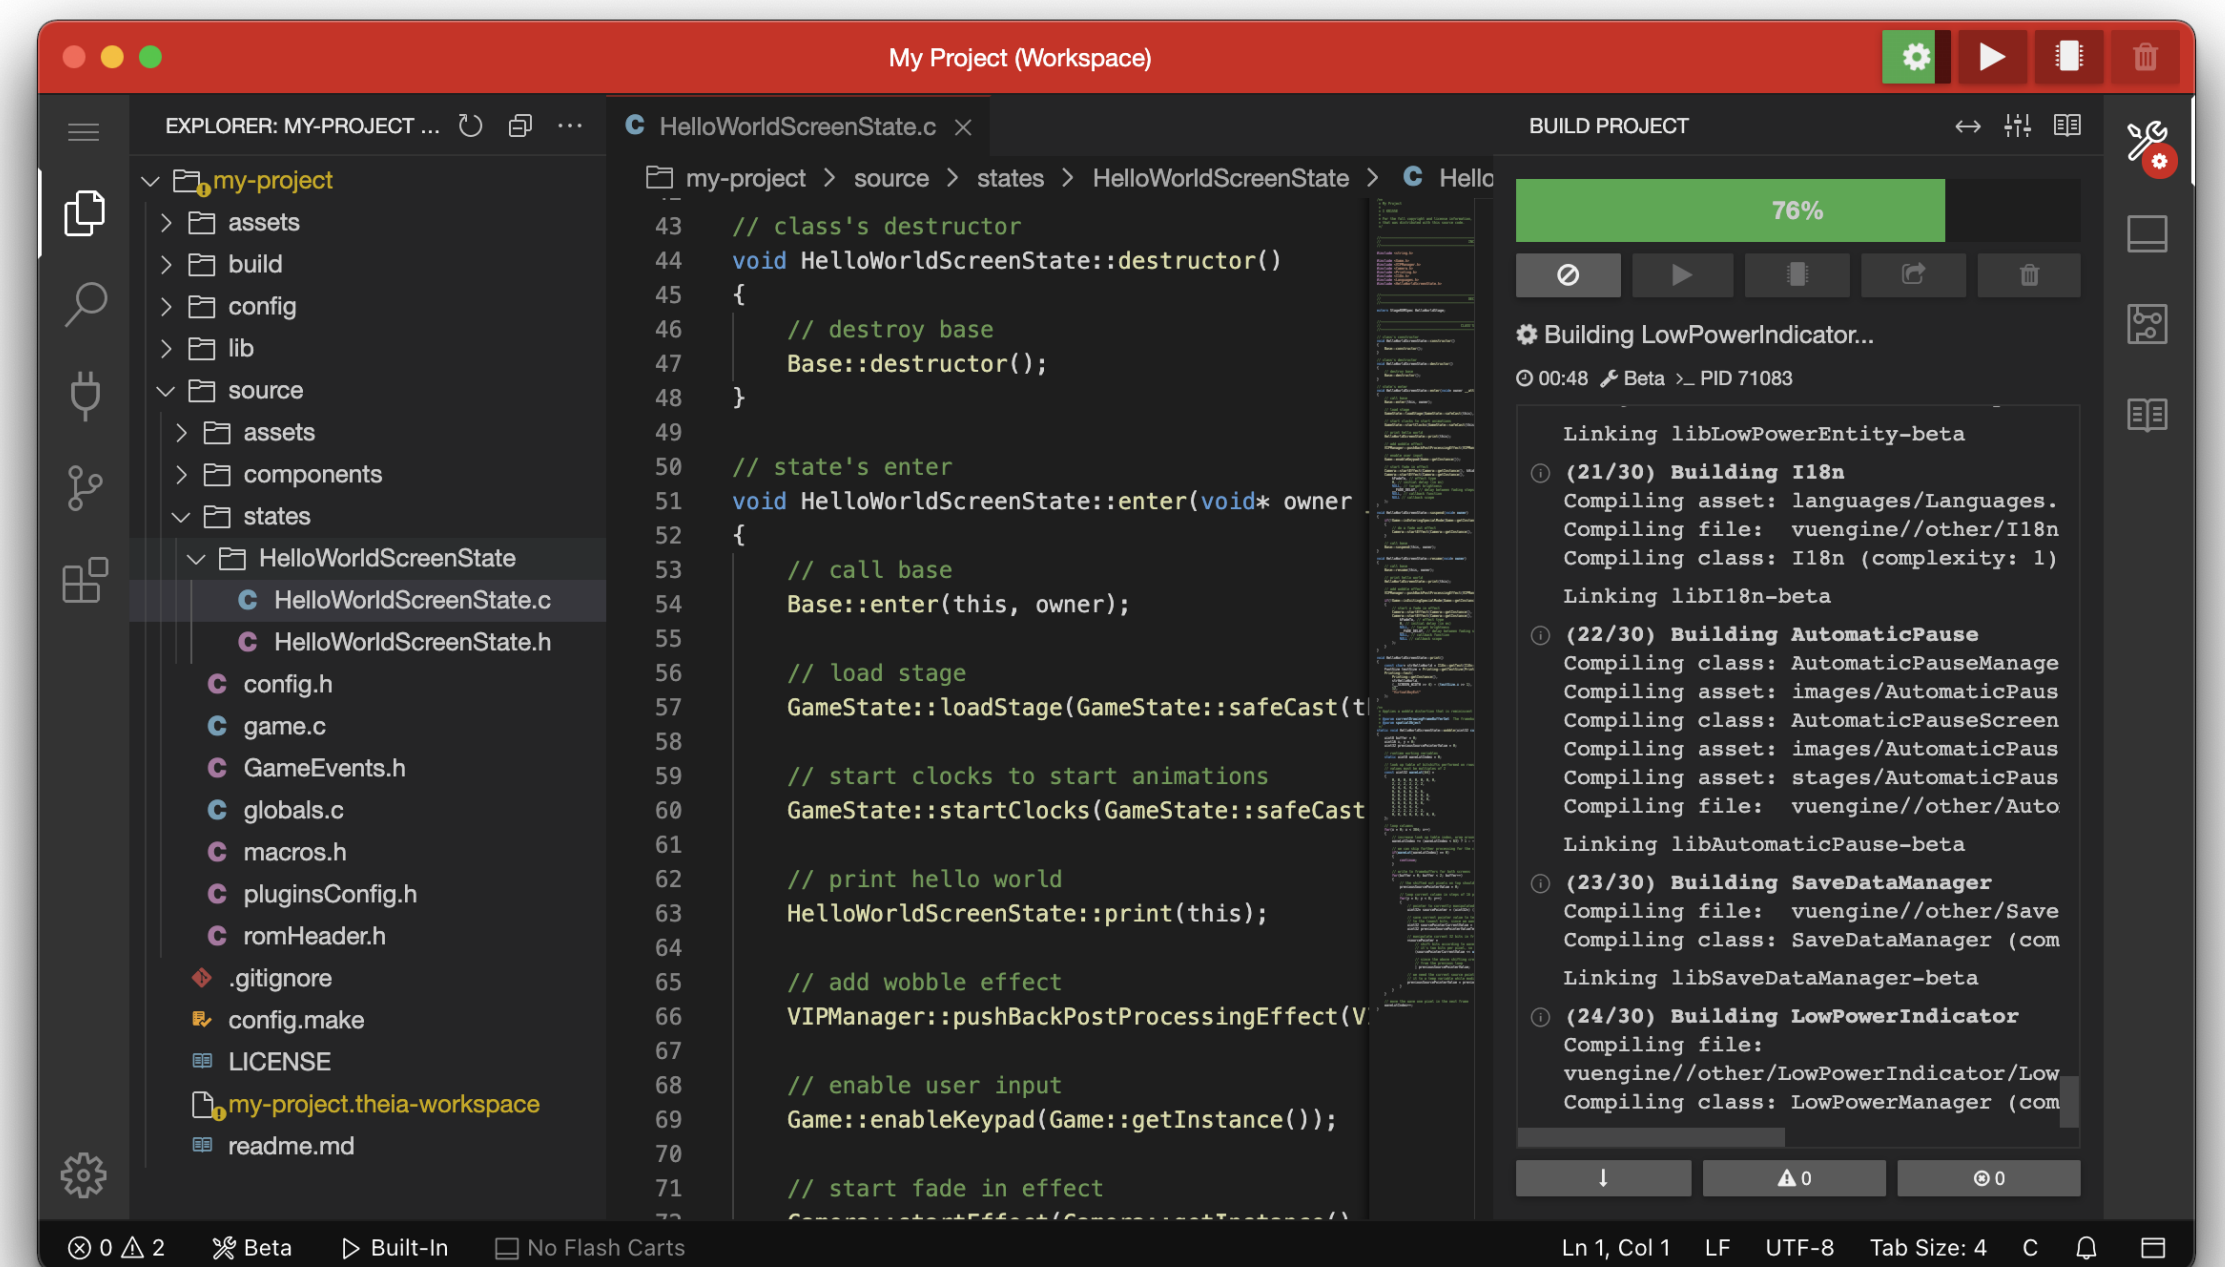 My Project (Workspace)
EXPLORER: MY-PROJECT ...
my-project
assets
build
config
lib
source
assets
components
states
HelloWorldScreenState
HelloWorldScreenState.c
HelloWorldScreenState.h
config.h
game.c
GameEvents.h
globals.c
macros.h
pluginsConfig.h
romHeader.h
.gitignore
config.make
LICENSE
my-project.theia-workspace
readme.md
C HelloWorldScreenState.c
my-project > source > states > HelloWorldScreenState > C Hello
43 // class's destructor
44 void HelloWorldScreenState::destructor()
45 {
46 // destroy base
47 Base::destructor();
48 }
49
50 // state's enter
51 void HelloWorldScreenState::enter(void* owner _
52 {
53 // call base
54 Base::enter(this, owner);
55
56 // load stage
57 GameState::loadStage(GameState::safeCast(th
58
59 // start clocks to start animations
60 GameState::startClocks(GameState::safeCast
61
62 // print hello world
63 HelloWorldScreenState::print(this);
64
65 // add wobble effect
66 VIPManager::pushBackPostProcessingEffect(VI
67
68 // enable user input
69 Game::enableKeypad(Game::getInstance());
70
71 // start fade in effect
BUILD PROJECT
76%
Building LowPowerIndicator...
00:48 Beta >_ PID 71083
Linking libLowPowerEntity-beta
(21/30) Building I18n
Compiling asset: languages/Languages.
Compiling file: vuengine//other/I18n
Compiling class: I18n (complexity: 1)
Linking libI18n-beta
(22/30) Building AutomaticPause
Compiling class: AutomaticPauseManage
Compiling asset: images/AutomaticPaus
Compiling class: AutomaticPauseScreen
Compiling asset: images/AutomaticPaus
Compiling asset: stages/AutomaticPaus
Compiling file: vuengine//other/Auto
Linking libAutomaticPause-beta
(23/30) Building SaveDataManager
Compiling file: vuengine//other/Save
Compiling class: SaveDataManager (com
Linking libSaveDataManager-beta
(24/30) Building LowPowerIndicator
Compiling file:
vuengine//other/LowPowerIndicator/Low
Compiling class: LowPowerManager (com
0
0
0 2 Beta Built-In No Flash Carts Ln 1, Col 1 LF UTF-8 Tab Size: 4 C